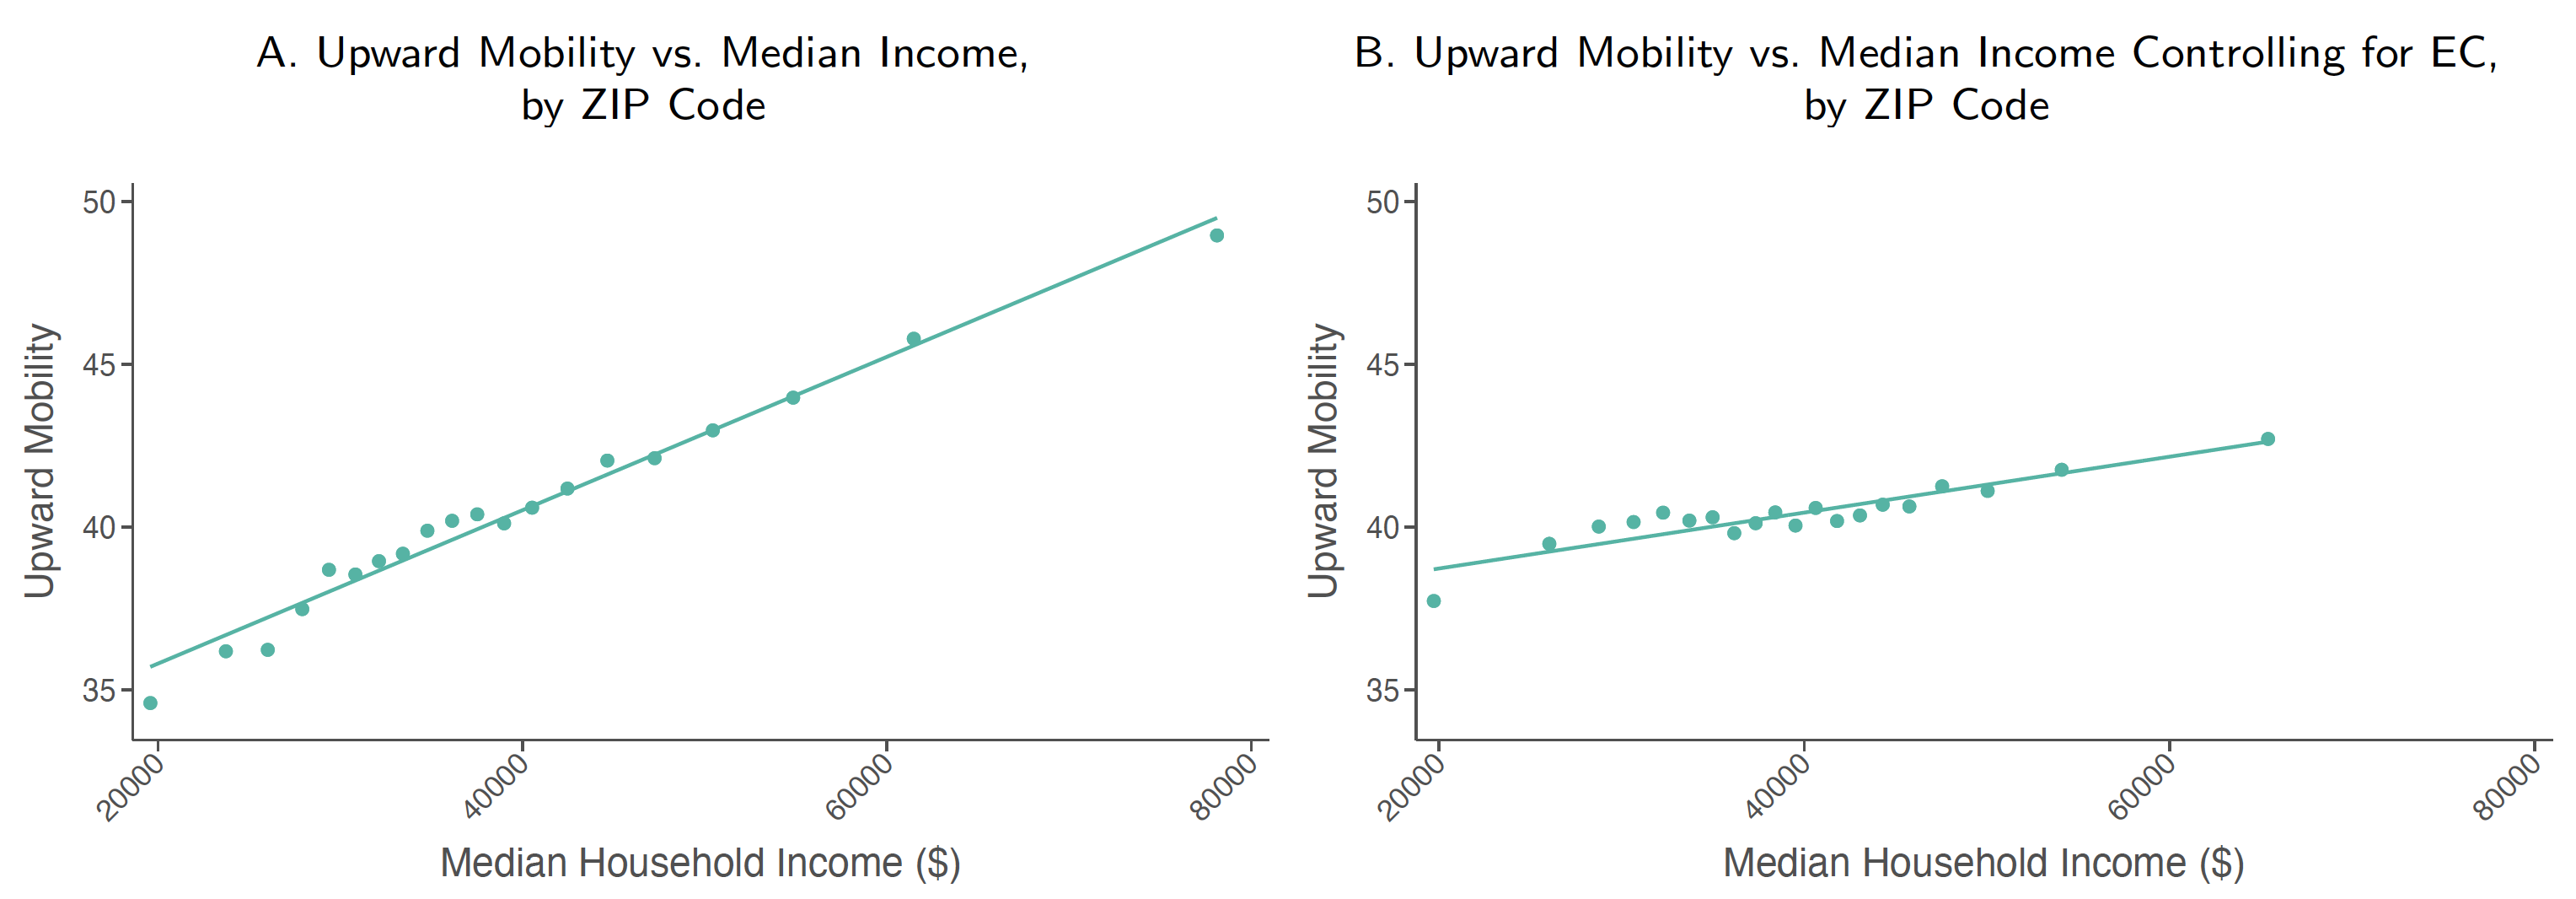 A. Upward Mobility vs. Median Income,
by ZIP Code
50
45
40
35
Upward Mobility
20000
40000
60000
80000
Median Household Income ($)
B. Upward Mobility vs. Median Income Controlling for EC,
by ZIP Code
50
45
40
35
Upward Mobility
20000
40000
60000
80000
Median Household Income ($)